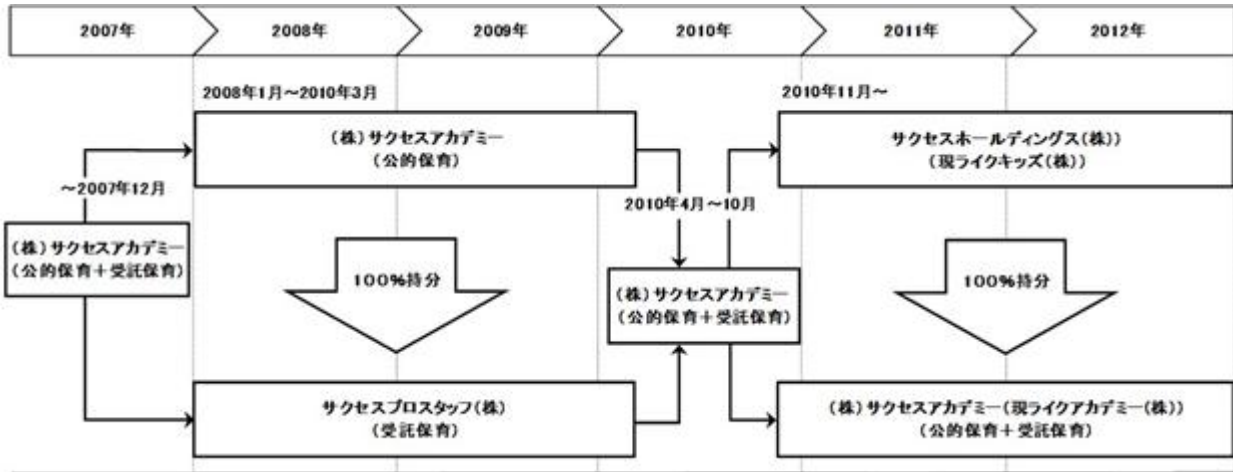 2007年
2008年
2009年
2010年
2011年
2012年
2008年1月～2010年3月
2010年11月～
(株)サクセスアカデミー
(公的保育)
サクセスホールディングス(株))
(現ライクキッズ(株))
～2007年12月
2010年4月～10月
(株)サクセスアカデミー
(公的保育＋受託保育)
100%持分
(株)サクセスアカデミー
(公的保育＋受託保育)
100%持分
サクセスプロスタッフ(株)
(受託保育)
(株)サクセスアカデミー(現ライクアカデミー(株))
(公的保育＋受託保育)